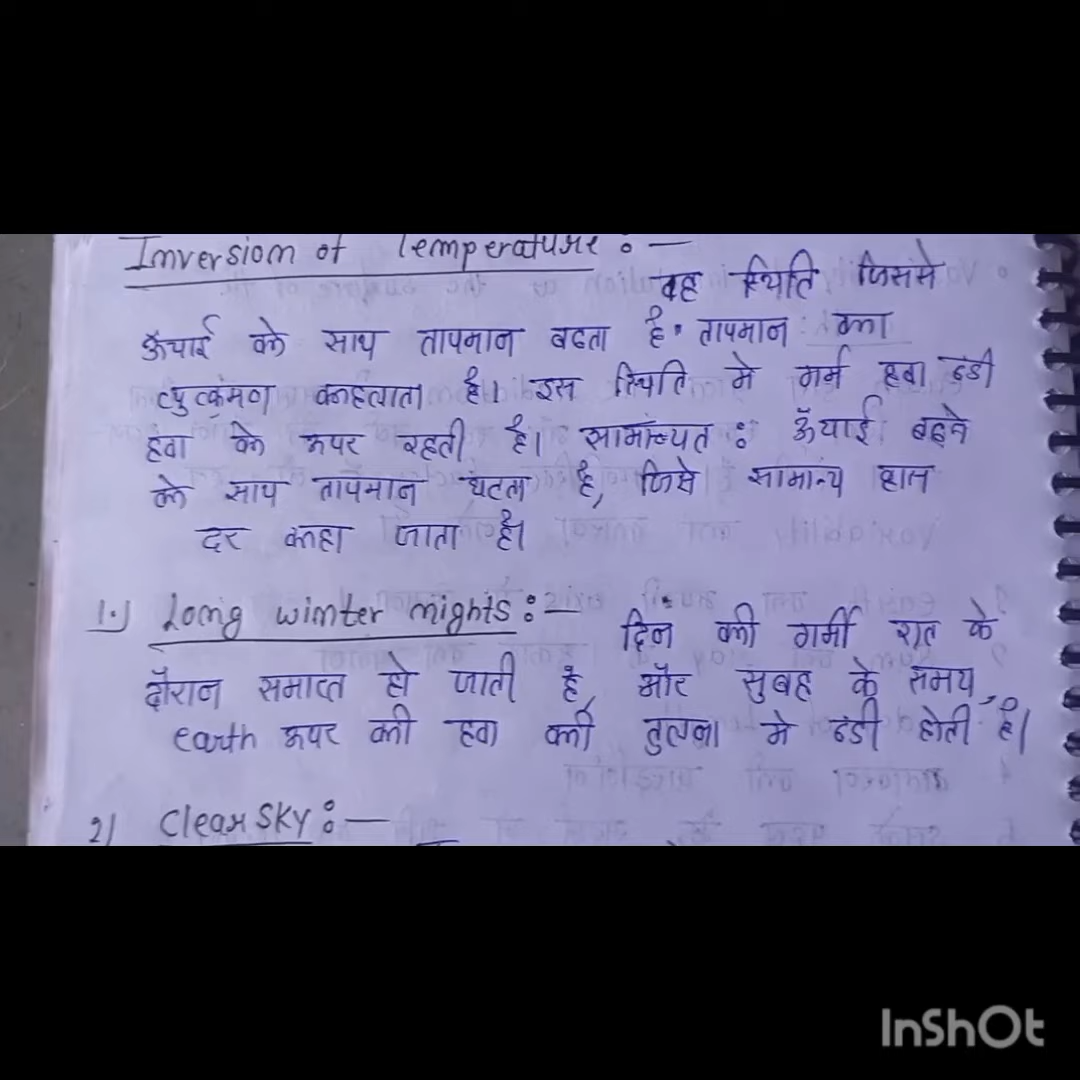 Inversion of Temperature :-
वह स्थिति जिससे
ऊँचाई के साथ तापमान बढता है. तापमान का
व्युत्क्रमण कहलाता है। इस स्थिति मे गर्म हवा ठंडी
हवा के ऊपर रहती है। सामान्यत: ऊँचाई बढने
के साथ तापमान घटता है, जिसे सामान्य ह्रास
दर कहा जाता है।
1.) Long winter nights :- दिन की गर्मी रात के
दौरान समाप्त हो जाती है, और सुबह के समय,
earth ऊपर की हवा की तुलना मे ठंडी होती है।
2) Clear SKY :-
InShOt